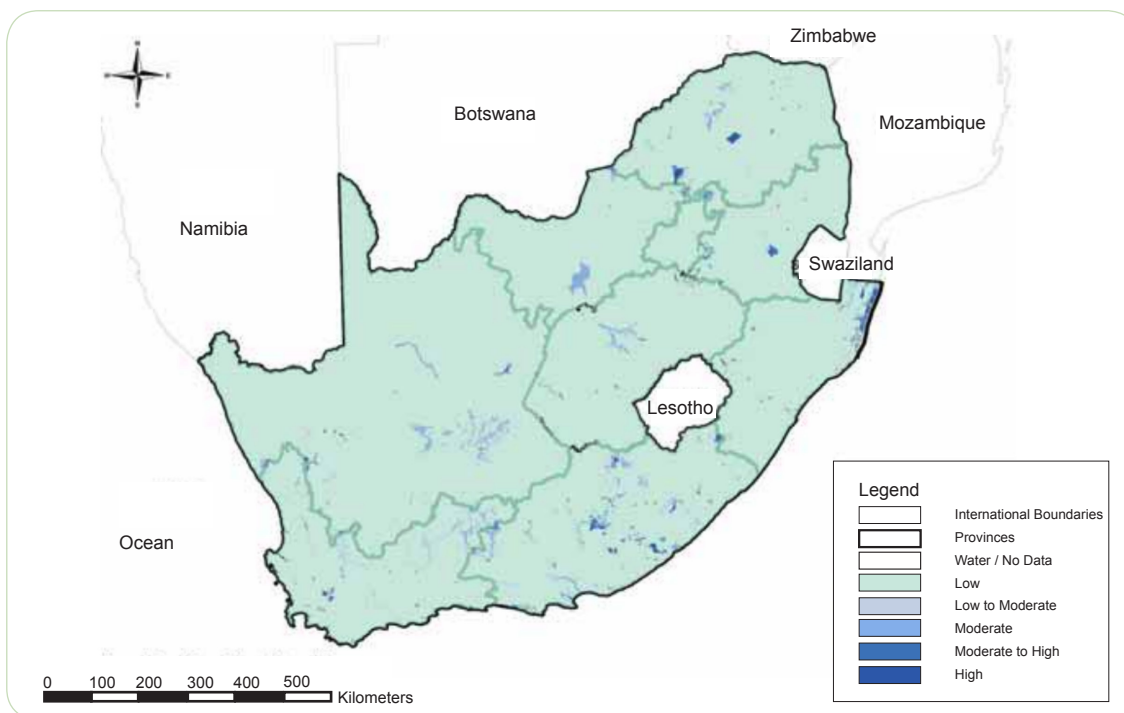 Zimbabwe
Botswana
Mozambique
Namibia
Swaziland
Lesotho
Ocean
Legend
International Boundaries
Provinces
Water / No Data
Low
Low to Moderate
Moderate
Moderate to High
High
0 100 200 300 400 500
Kilometers